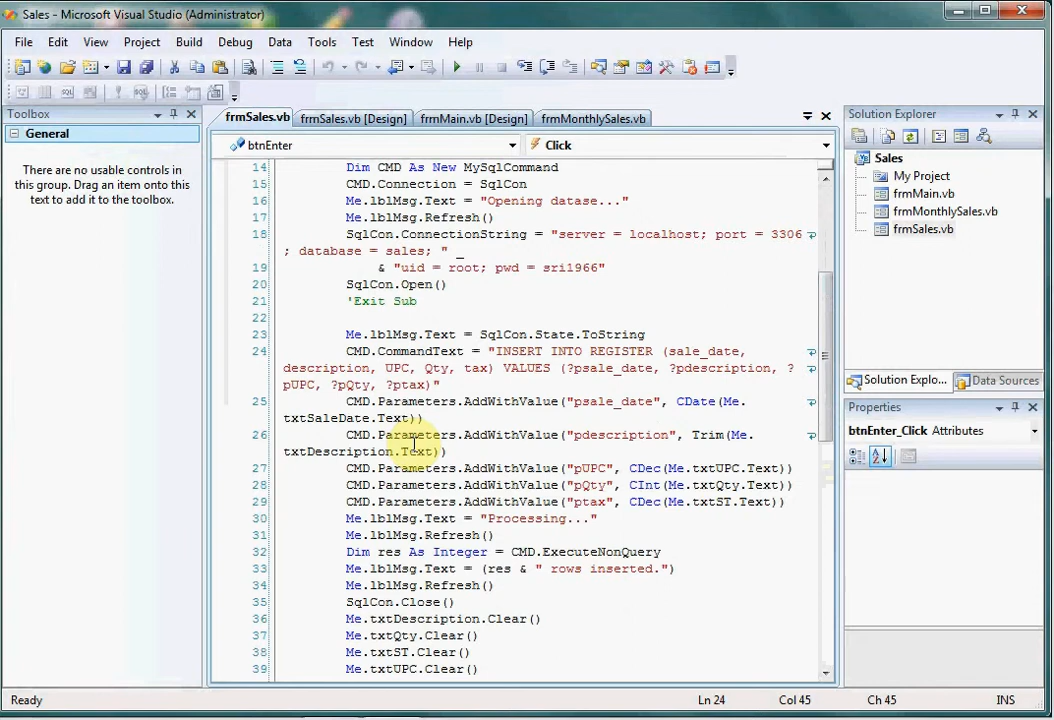 Sales - Microsoft Visual Studio (Administrator)
File Edit View Project Build Debug Data Tools Test Window Help
Toolbox
General
There are no usable controls in
this group. Drag an item onto this
text to add it to the toolbox.
frmSales.vb frmSales.vb [Design] frmMain.vb [Design] frmMonthlySales.vb
btnEnter Click
14 Dim CMD As New MySqlCommand
15 CMD.Connection = SqlCon
16 Me.lblMsg.Text = "Opening datase..."
17 Me.lblMsg.Refresh()
18 SqlCon.ConnectionString = "server = localhost; port = 3306
; database = sales; " _
19 & "uid = root; pwd = sri1966"
20 SqlCon.Open()
21 'Exit Sub
22
23 Me.lblMsg.Text = SqlCon.State.ToString
24 CMD.CommandText = "INSERT INTO REGISTER (sale_date,
description, UPC, Qty, tax) VALUES (?psale_date, ?pdescription, ?
pUPC, ?pQty, ?ptax)"
25 CMD.Parameters.AddWithValue("psale_date", CDate(Me.
txtSaleDate.Text))
26 CMD.Parameters.AddWithValue("pdescription", Trim(Me.
txtDescription.Text))
27 CMD.Parameters.AddWithValue("pUPC", CDec(Me.txtUPC.Text))
28 CMD.Parameters.AddWithValue("pQty", CInt(Me.txtQty.Text))
29 CMD.Parameters.AddWithValue("ptax", CDec(Me.txtST.Text))
30 Me.lblMsg.Text = "Processing..."
31 Me.lblMsg.Refresh()
32 Dim res As Integer = CMD.ExecuteNonQuery
33 Me.lblMsg.Text = (res & " rows inserted.")
34 Me.lblMsg.Refresh()
35 SqlCon.Close()
36 Me.txtDescription.Clear()
37 Me.txtQty.Clear()
38 Me.txtST.Clear()
39 Me.txtUPC.Clear()
Solution Explorer
Sales
My Project
frmMain.vb
frmMonthlySales.vb
frmSales.vb
Solution Explo... Data Sources
Properties
btnEnter_Click Attributes
Ready Ln 24 Col 45 Ch 45 INS